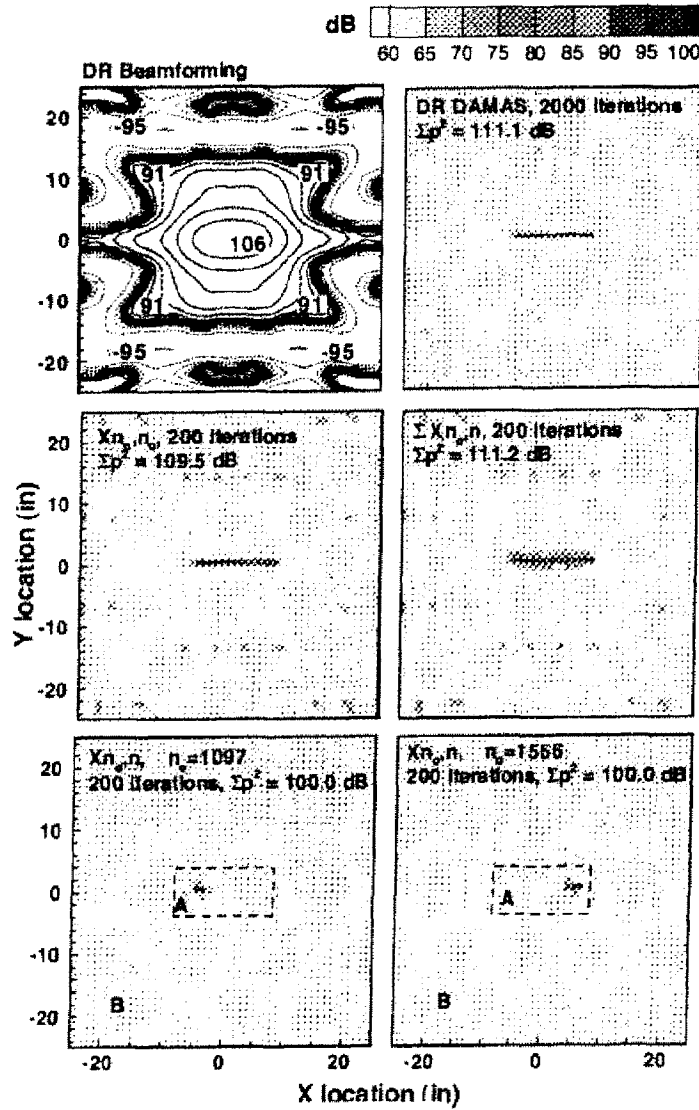 dB
60 65 70 75 80 85 90 95 100
DR Beamforming
-95 -95
91 91
106
91 91
-95 -95
DR DAMAS, 2000 Iterations
Σp² = 111.1 dB
200 Iterations
Σp² = 109.5 dB
200 Iterations
Σp² = 111.2 dB
=1097
200 Iterations, Σp² = 100.0 dB
A
B
200 Iterations, Σp² = 100.0 dB
A
B
20
10
0
-10
-20
20
10
0
-10
-20
20
10
0
-10
-20
Y location (in)
-20 0 20
-20 0 20
X location (in)